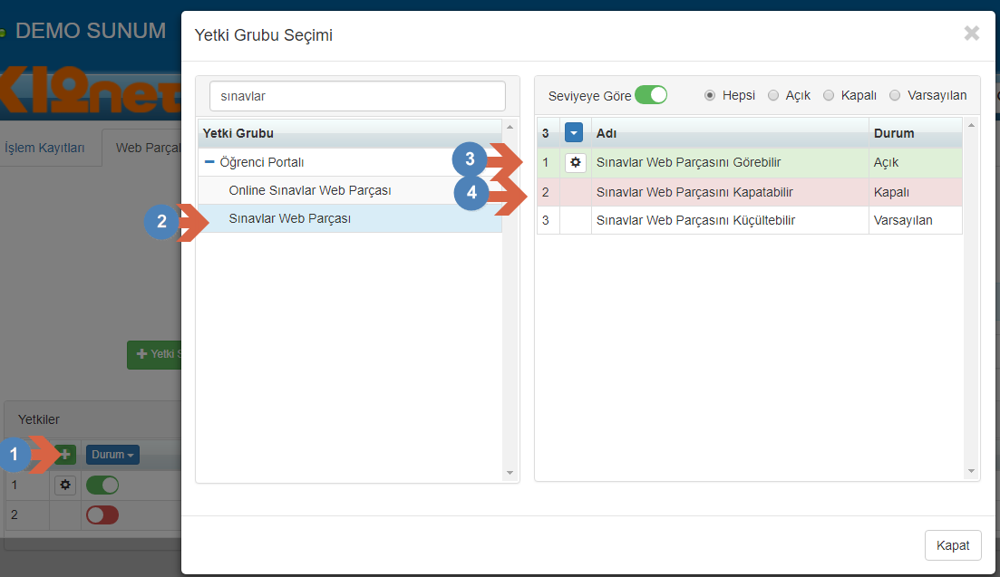 DEMO SUNUM
K12net
İşlem Kayıtları
Web Parçal
Yetki S
Yetkiler
Durum
1
2
1
Yetki Grubu Seçimi
sınavlar
Yetki Grubu
Öğrenci Portalı
Online Sınavlar Web Parçası
Sınavlar Web Parçası
2
3
4
Seviyeye Göre Hepsi Açık Kapalı Varsayılan
3 Adı Durum
1 Sınavlar Web Parçasını Görebilir Açık
2 Sınavlar Web Parçasını Kapatabilir Kapalı
3 Sınavlar Web Parçasını Küçültebilir Varsayılan
Kapat